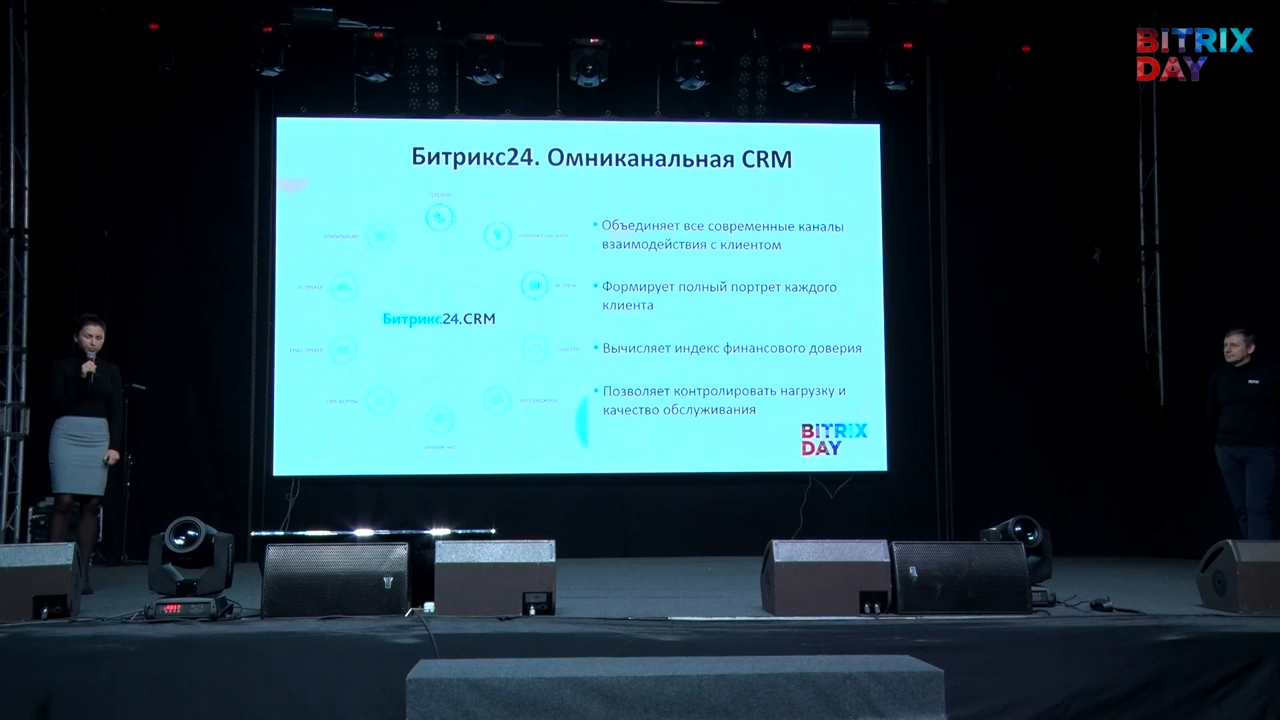 BITRIX
DAY
Битрикс24. Омниканальная CRM
ТЕЛЕФОН
Битрикс24.CRM
• Объединяет все современные каналы
взаимодействия с клиентом
• Формирует полный портрет каждого
клиента
• Вычисляет индекс финансового доверия
• Позволяет контролировать нагрузку и
качество обслуживания
BITRIX
DAY